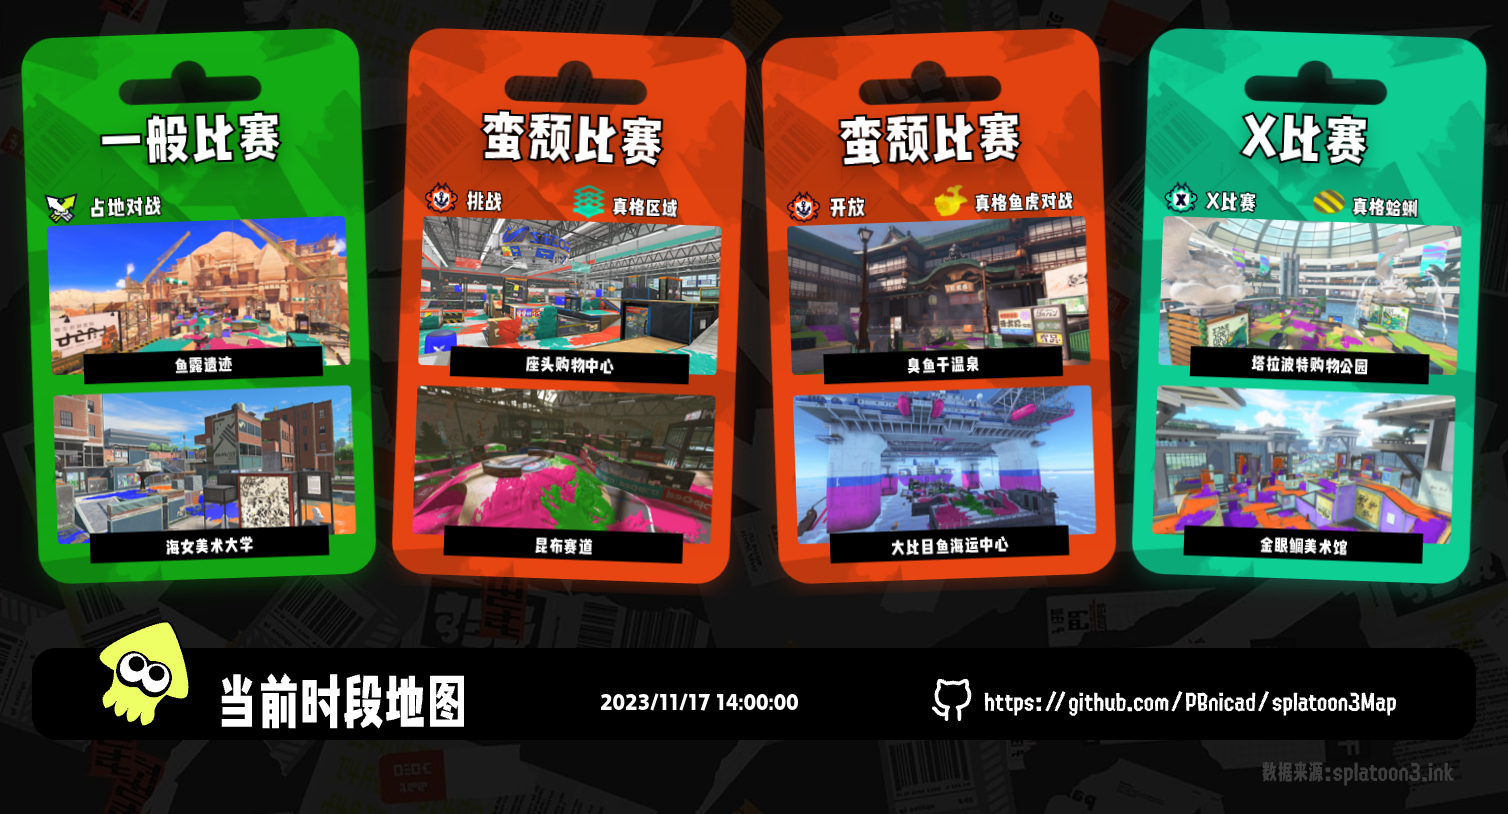 一般比赛
占地对战
鱼露遗迹
海女美术大学
蛮颓比赛
挑战
真格区域
座头购物中心
昆布赛道
蛮颓比赛
开放
真格鱼虎对战
臭鱼干温泉
大比目鱼海运中心
X比赛
X比赛
真格蛤蜊
塔拉波特购物公园
金眼鲷美术馆
当前时段地图
2023/11/17 14:00:00
https://github.com/PBnicad/splatoon3Map
数据来源:splatoon3.ink